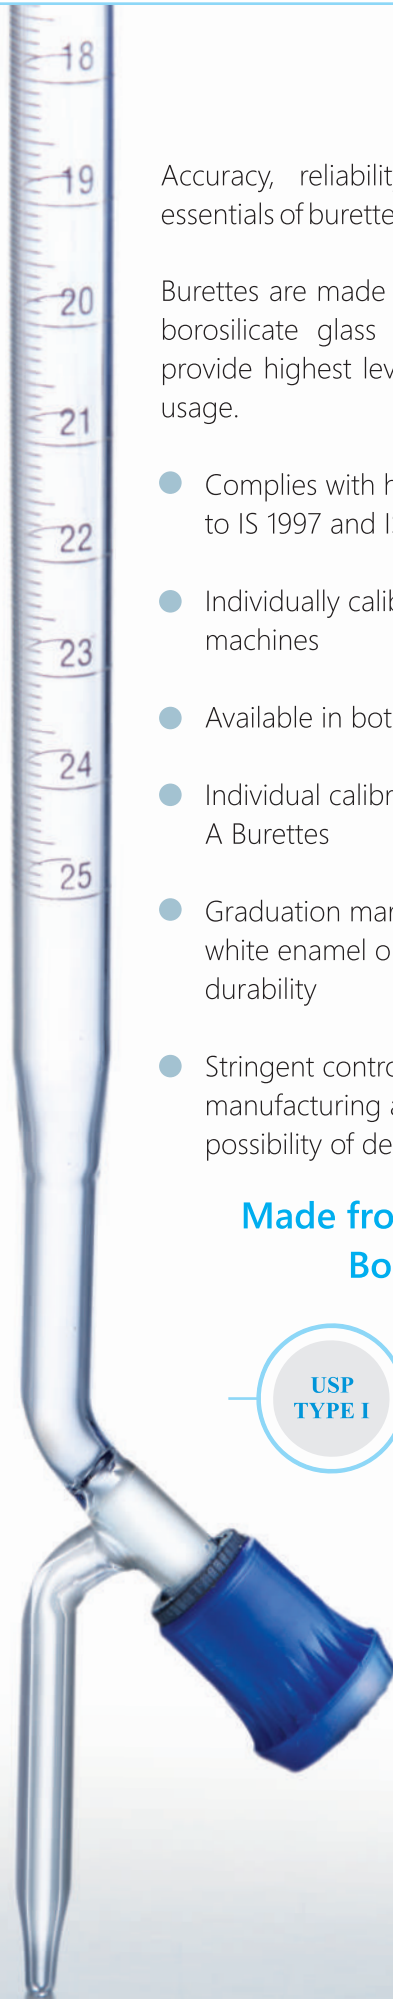 18
19
20
21
22
23
24
25
Accuracy, reliabilit
essentials of burette
Burettes are made
borosilicate glass
provide highest lev
usage.
Complies with h
to IS 1997 and IS
Individually calib
machines
Available in bot
Individual calibr
A Burettes
Graduation mar
white enamel o
durability
Stringent contro
manufacturing a
possibility of de
Made fro
Bo
USP
TYPE I